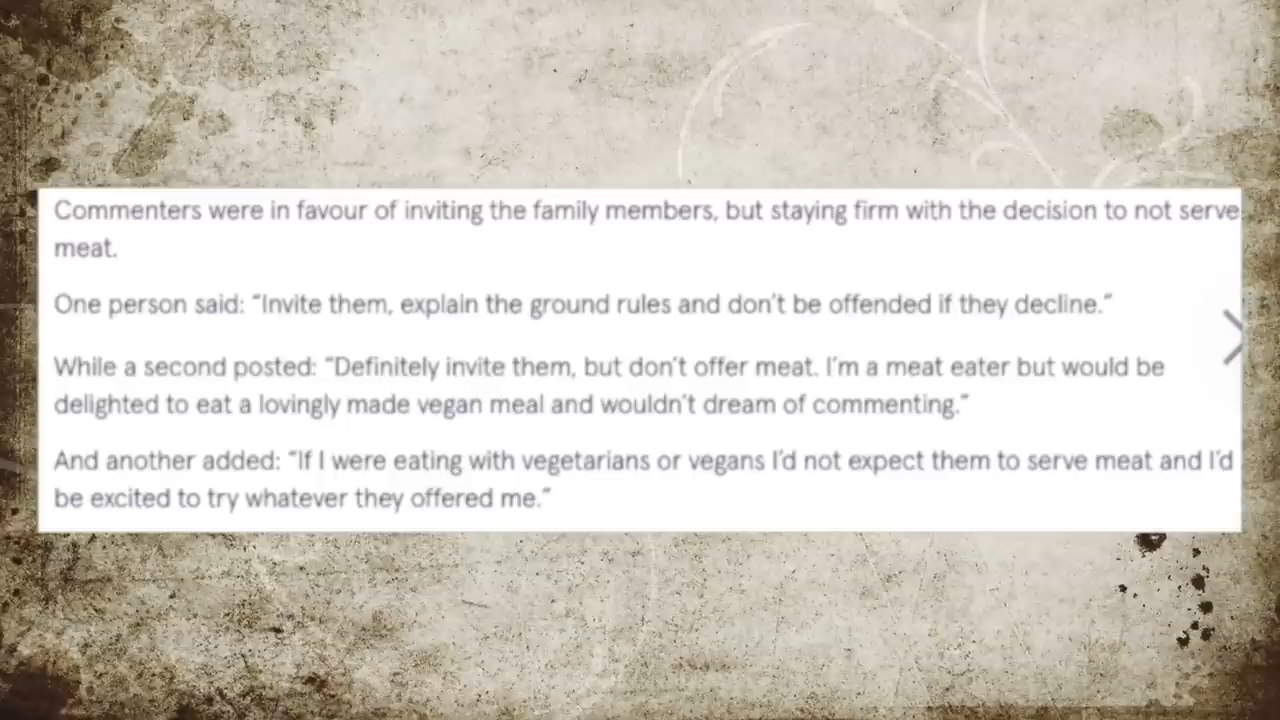 Commenters were in favour of inviting the family members, but staying firm with the decision to not serve
meat.
One person said: “Invite them, explain the ground rules and don’t be offended if they decline.”
While a second posted: “Definitely invite them, but don’t offer meat. I’m a meat eater but would be
delighted to eat a lovingly made vegan meal and wouldn’t dream of commenting.”
And another added: “If I were eating with vegetarians or vegans I’d not expect them to serve meat and I’d
be excited to try whatever they offered me.”